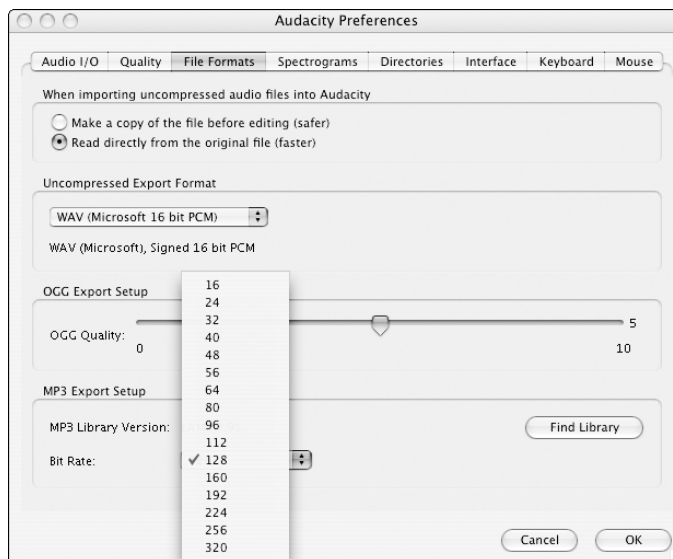 Audacity Preferences
Audio I/O Quality File Formats Spectrograms Directories Interface Keyboard Mouse
When importing uncompressed audio files into Audacity
Make a copy of the file before editing (safer)
Read directly from the original file (faster)
Uncompressed Export Format
WAV (Microsoft 16 bit PCM)
WAV (Microsoft), Signed 16 bit PCM
OGG Export Setup
OGG Quality:
5
0
10
MP3 Export Setup
MP3 Library Version:
Find Library
Bit Rate:
16
24
32
40
48
56
64
80
96
112
✓ 128
160
192
224
256
320
Cancel
OK